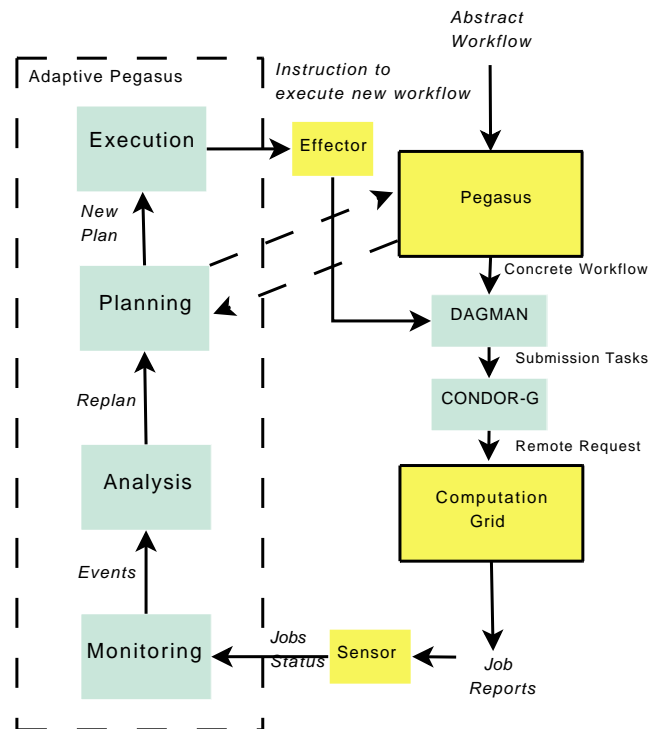 Abstract
Workflow
Adaptive Pegasus
Instruction to
execute new workflow
Execution
Effector
Pegasus
New
Plan
Concrete Workflow
Planning
DAGMAN
Submission Tasks
Replan
CONDOR-G
Remote Request
Analysis
Computation
Grid
Events
Monitoring
Jobs
Status
Sensor
Job
Reports